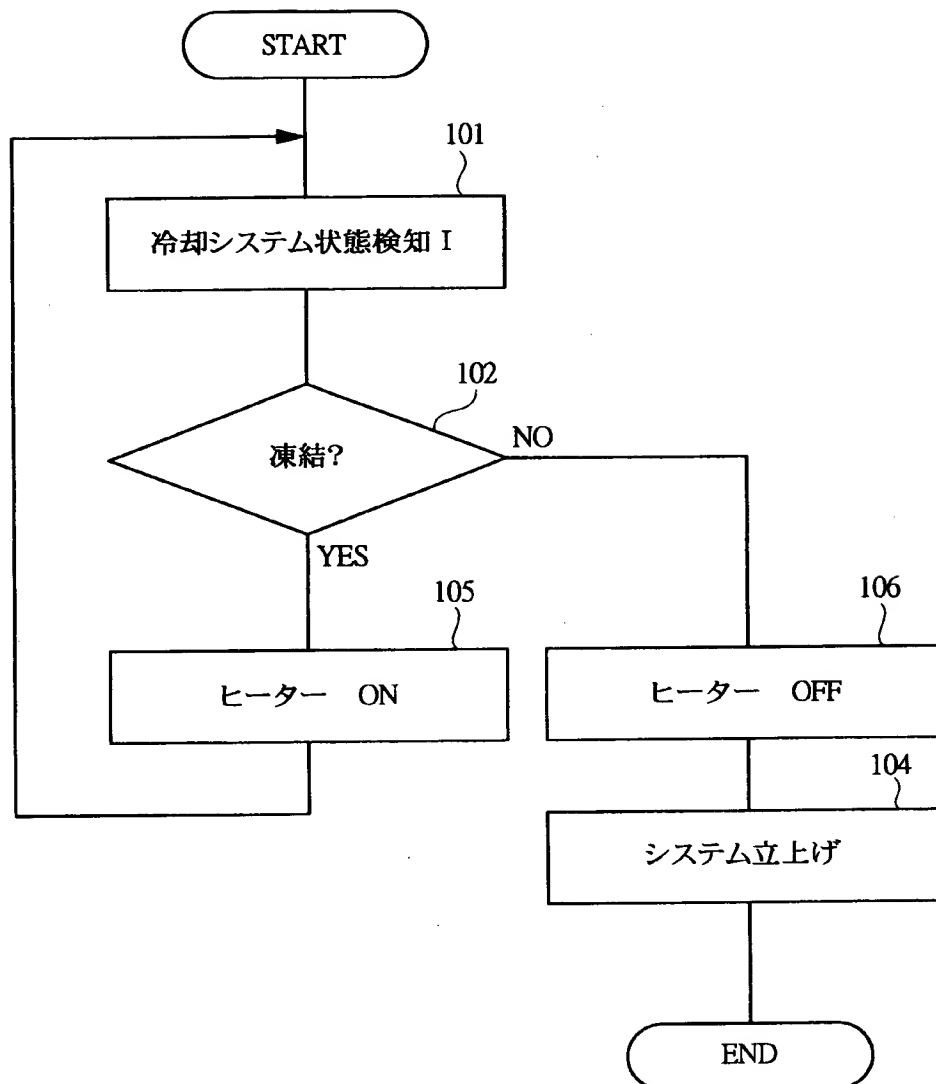 START
101
冷却システム状態検知 I
102
凍結?
NO
YES
105
ヒーター ON
106
ヒーター OFF
104
システム立上げ
END